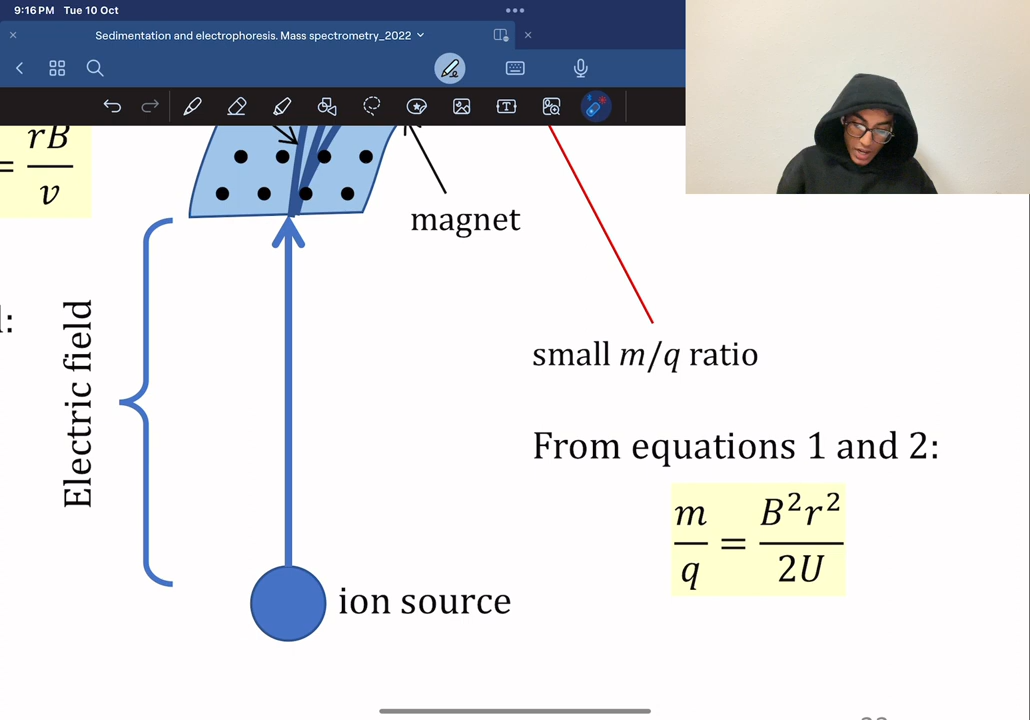 9:16 PM Tue 10 Oct
Sedimentation and electrophoresis. Mass spectrometry_2022
= rB / v
magnet
Electric field
small m/q ratio
From equations 1 and 2:
m/q = B²r²/2U
ion source